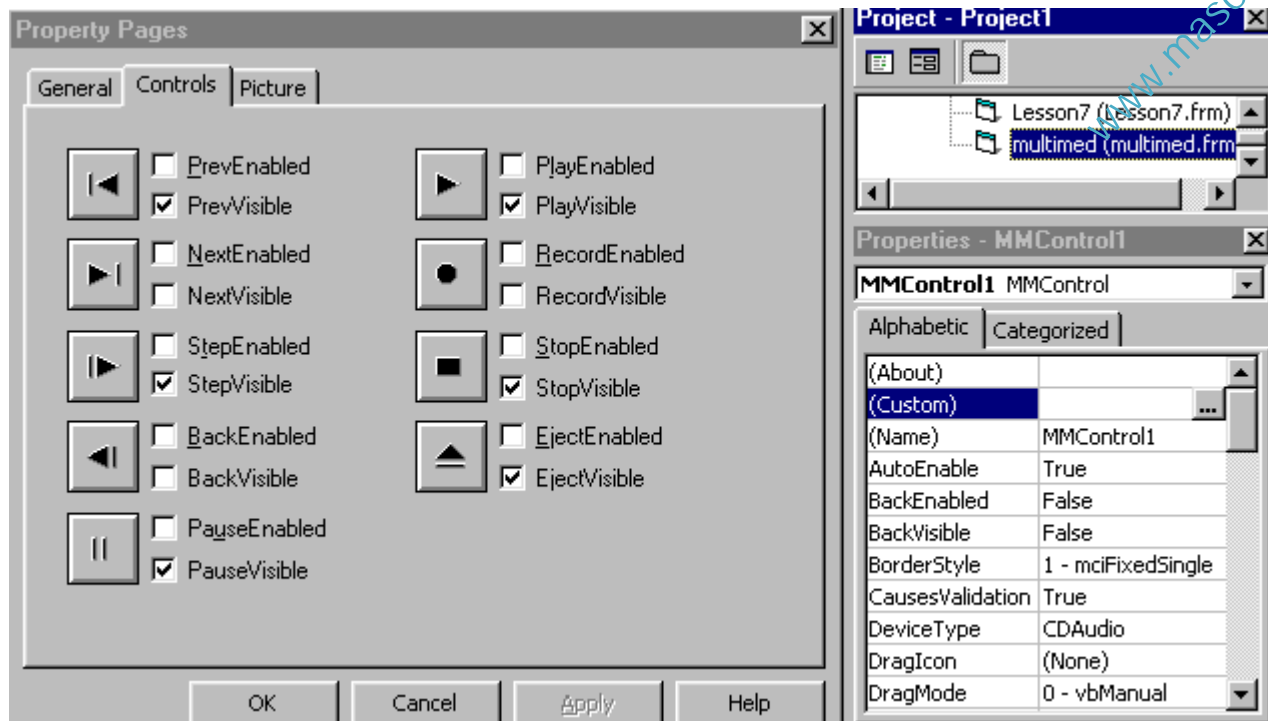 Property Pages
General Controls Picture
PrevEnabled
PrevVisible
NextEnabled
NextVisible
StepEnabled
StepVisible
BackEnabled
BackVisible
PauseEnabled
PauseVisible
PlayEnabled
PlayVisible
RecordEnabled
RecordVisible
StopEnabled
StopVisible
EjectEnabled
EjectVisible
OK Cancel Apply Help
Project - Project1
Lesson7 (Lesson7.frm)
multimed (multimed.frm
Properties - MMControl1
MMControl1 MMControl
Alphabetic Categorized
(About)
(Custom) ...
(Name) MMControl1
AutoEnable True
BackEnabled False
BackVisible False
BorderStyle 1 - mciFixedSingle
CausesValidation True
DeviceType CDAudio
DragIcon (None)
DragMode 0 - vbManual